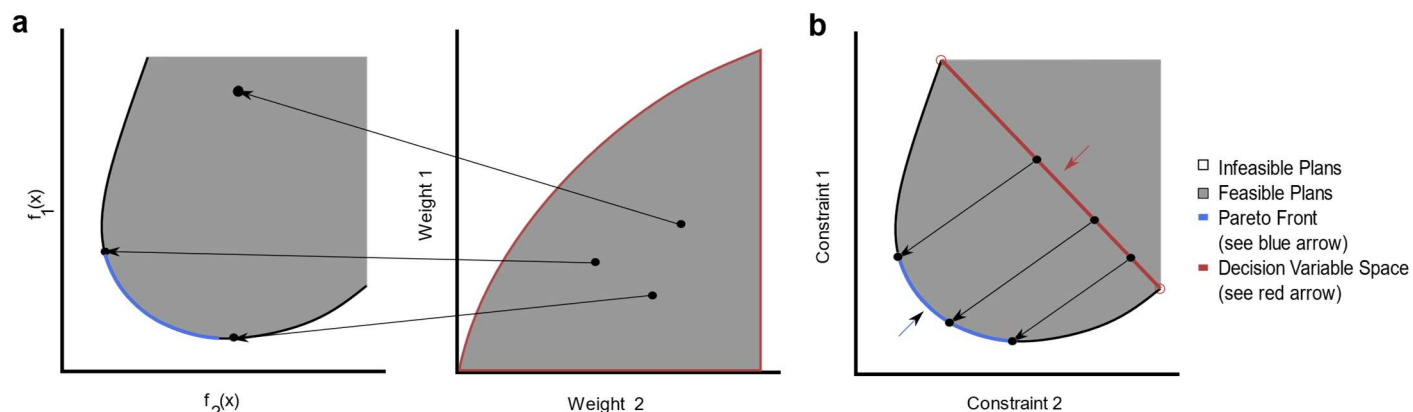 a
f1(x)
f2(x)
Weight 1
Weight 2
b
Constraint 1
Constraint 2
Infeasible Plans
Feasible Plans
Pareto Front
(see blue arrow)
Decision Variable Space
(see red arrow)